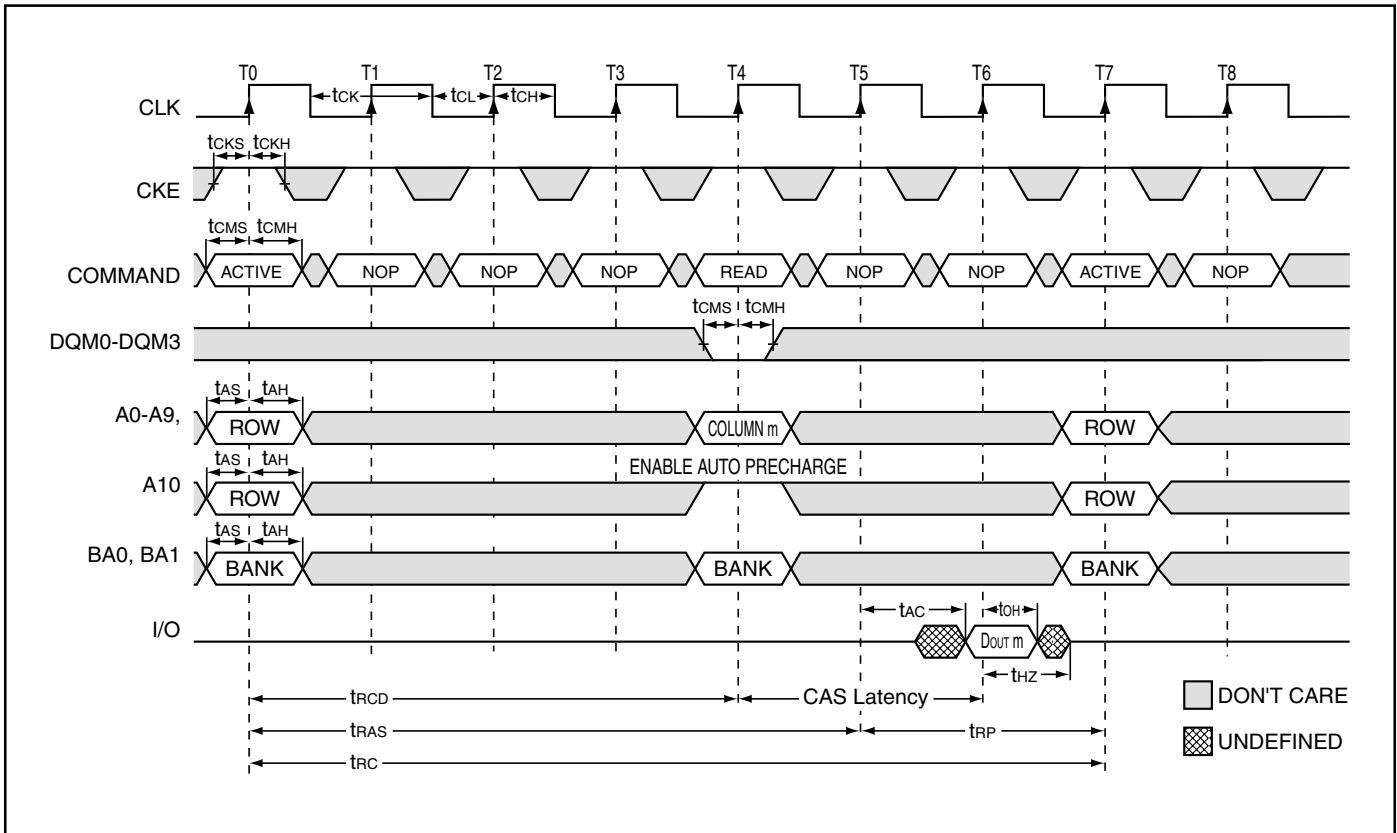 T0 T1 T2 T3 T4 T5 T6 T7 T8
CLK tCK tCL tCH
tCKS tCKH
CKE
tCMS tCMH
COMMAND ACTIVE NOP NOP NOP READ NOP NOP ACTIVE NOP
tCMS tCMH
DQM0-DQM3
tAS tAH
A0-A9, ROW COLUMN m ROW
tAS tAH ENABLE AUTO PRECHARGE
A10 ROW ROW
tAS tAH
BA0, BA1 BANK BANK BANK
tAC tOH
I/O DOUT m
tHZ
tRCD CAS Latency DON'T CARE
tRAS tRP UNDEFINED
tRC